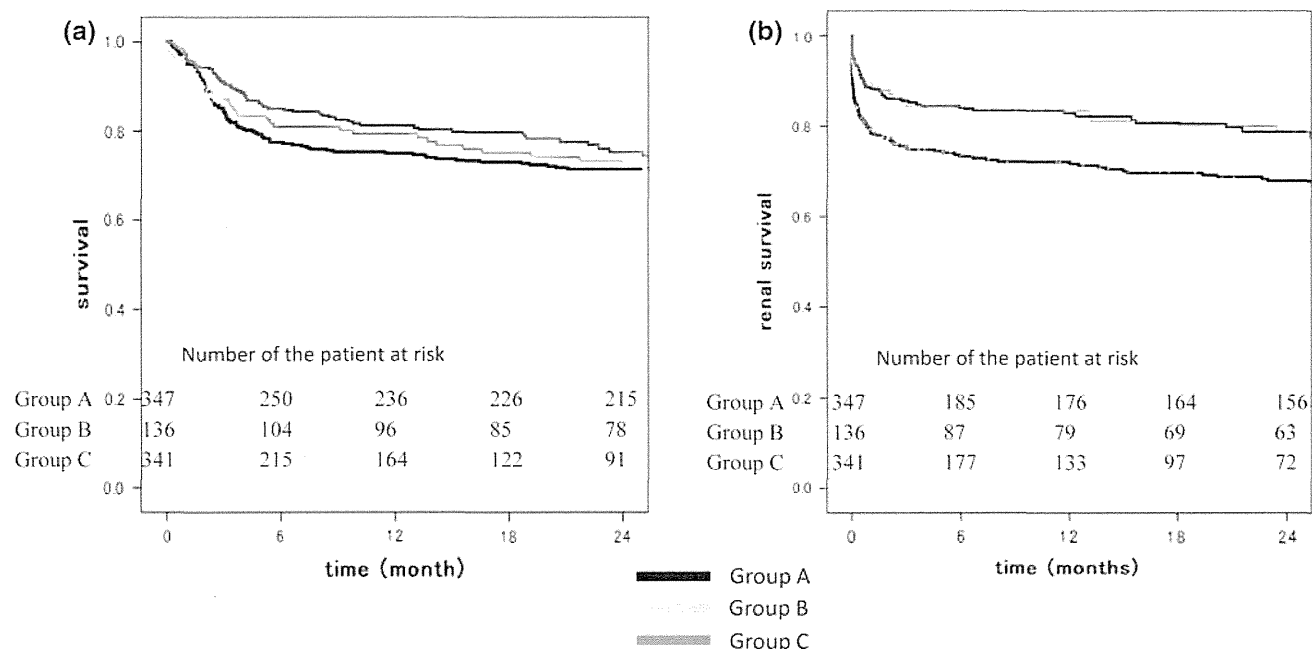 (a)
survival
1.0
0.8
0.6
0.4
0.2
0.0
Number of the patient at risk
Group A 347 250 236 226 215
Group B 136 104 96 85 78
Group C 341 215 164 122 91
0 6 12 18 24
time (month)
(b)
renal survival
1.0
0.8
0.6
0.4
0.2
0.0
Number of the patient at risk
Group A 347 185 176 164 156
Group B 136 87 79 69 63
Group C 341 177 133 97 72
0 6 12 18 24
time (months)
Group A
Group B
Group C